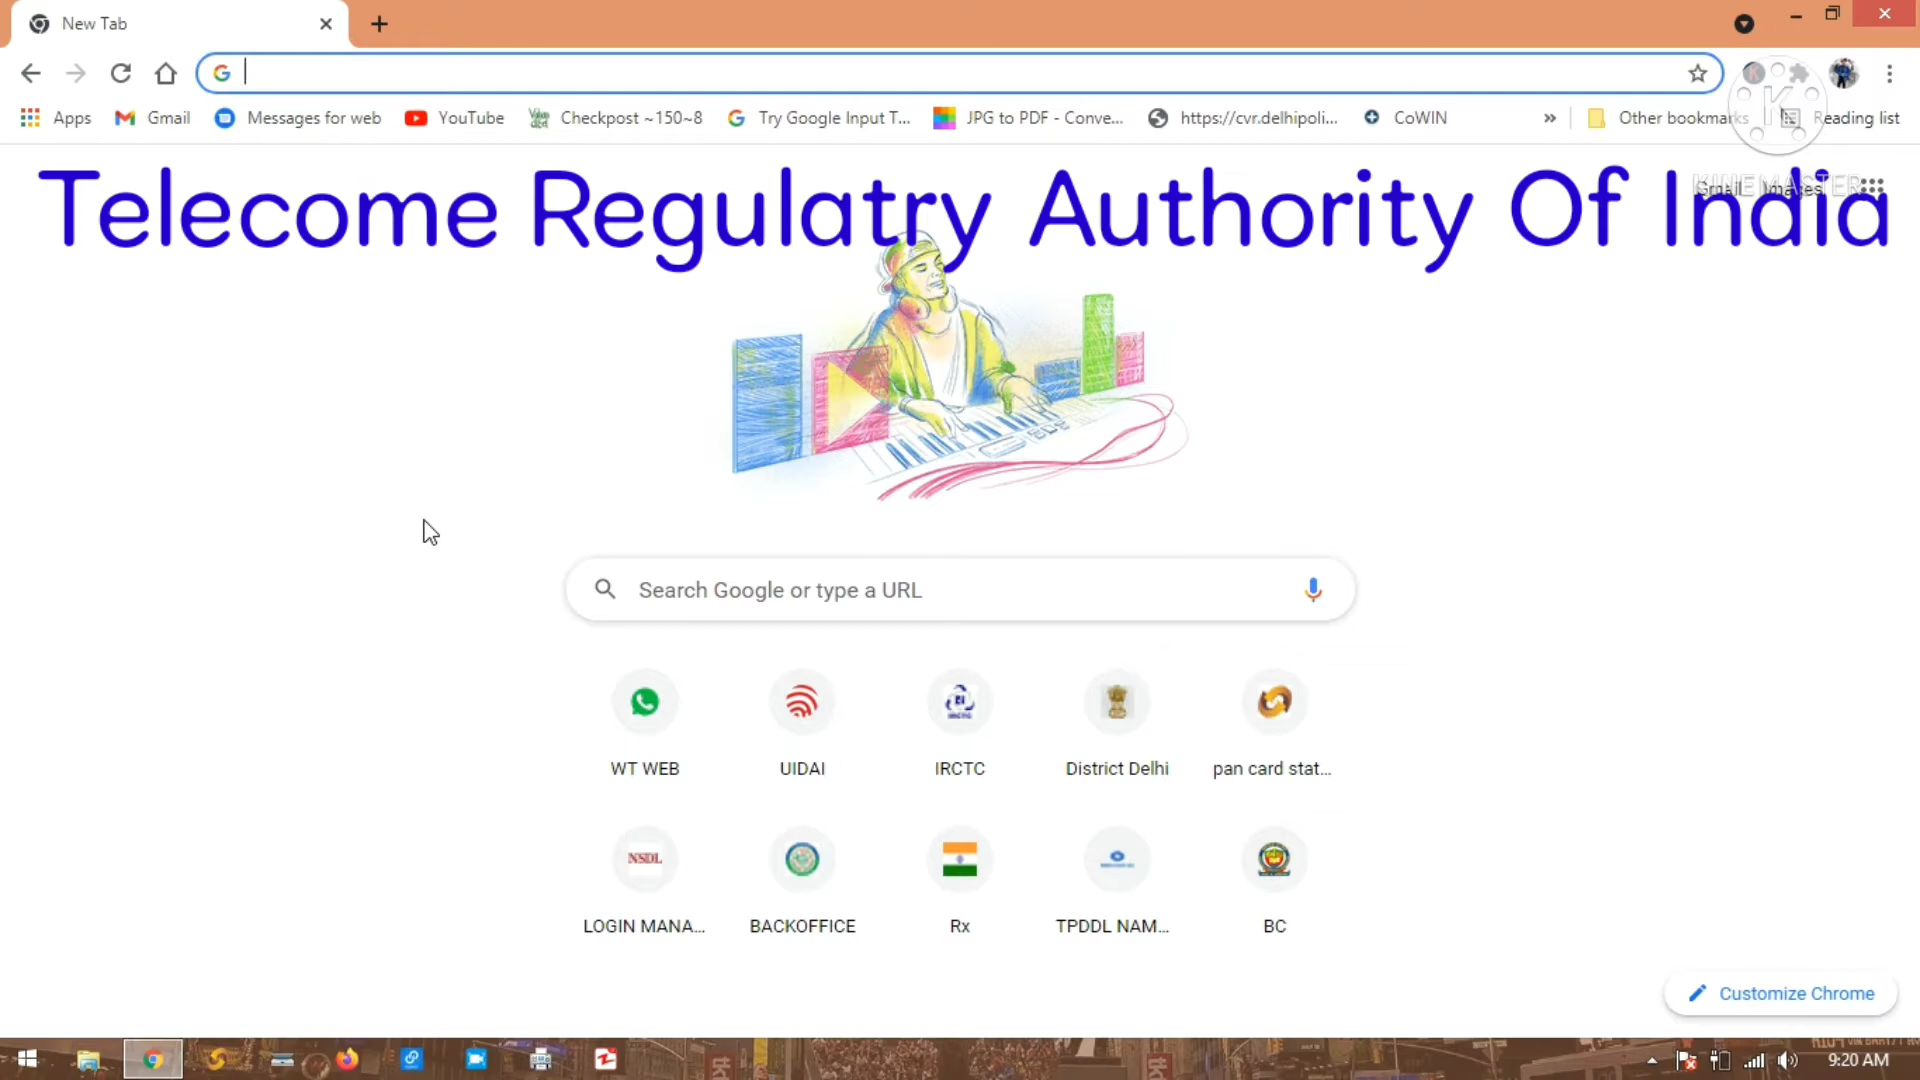 New Tab
Apps Gmail Messages for web YouTube Checkpost ~150~8 Try Google Input T... JPG to PDF - Conve... https://cvr.delhipoli... CoWIN » Other bookmarks Reading list
Gmail Images
KINEMASTER
Telecome Regulatry Authority Of India
Search Google or type a URL
WT WEB UIDAI IRCTC District Delhi pan card stat...
NSDL
LOGIN MANA... BACKOFFICE Rx TPDDL NAM... BC
Customize Chrome
9:20 AM